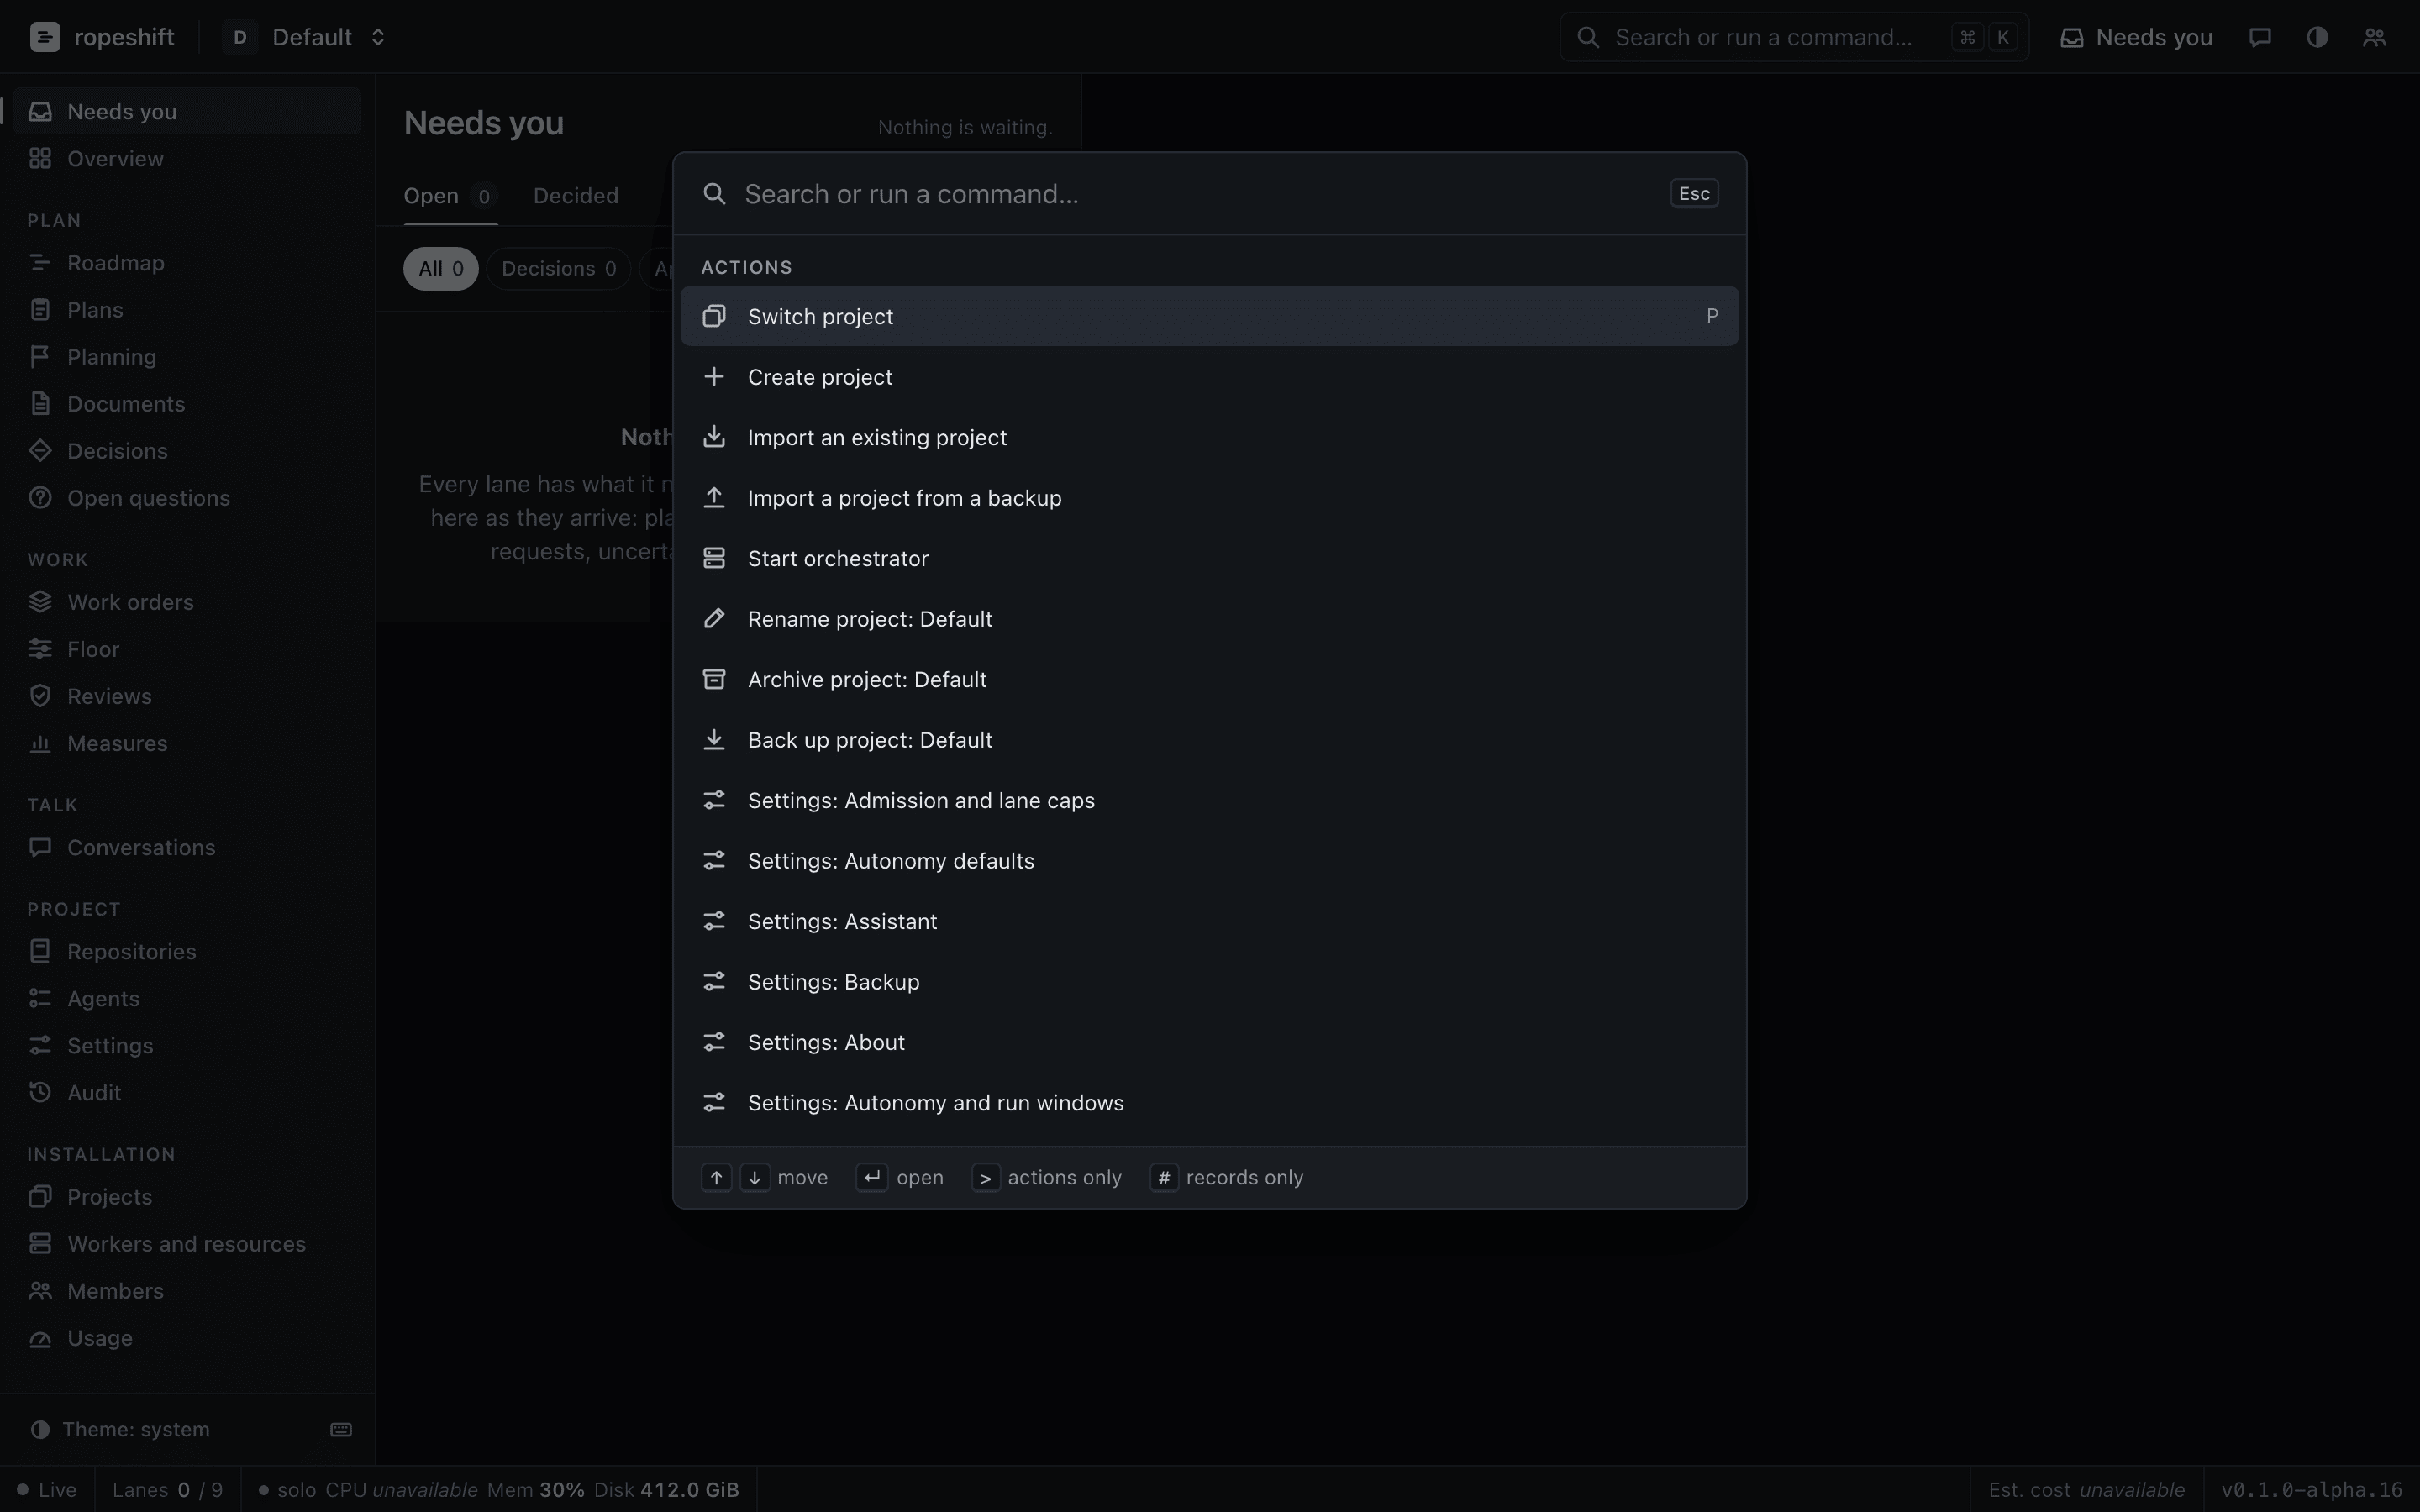 ropeshift
D Default
Search or run a command... ⌘ K
Needs you
Needs you
Overview
PLAN
Roadmap
Plans
Planning
Documents
Decisions
Open questions
WORK
Work orders
Floor
Reviews
Measures
TALK
Conversations
PROJECT
Repositories
Agents
Settings
Audit
INSTALLATION
Projects
Workers and resources
Members
Usage
Theme: system
Needs you
Nothing is waiting.
Open 0 Decided
All 0 Decisions 0
Every lane has what it
here as they arrive:
requests,
Search or run a command... Esc
ACTIONS
Switch project P
Create project
Import an existing project
Import a project from a backup
Start orchestrator
Rename project: Default
Archive project: Default
Back up project: Default
Settings: Admission and lane caps
Settings: Autonomy defaults
Settings: Assistant
Settings: Backup
Settings: About
Settings: Autonomy and run windows
↑ ↓ move ↵ open > actions only # records only
Live Lanes 0 / 9 solo CPU unavailable Mem 30% Disk 412.0 GiB
Est. cost unavailable v0.1.0-alpha.16